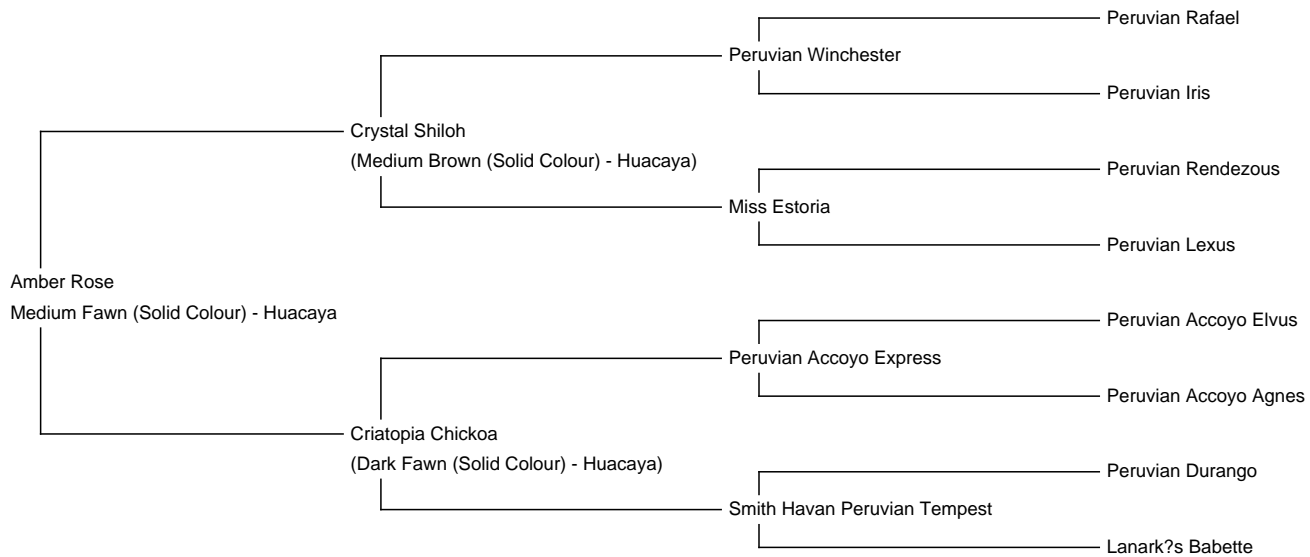 Peruvian Rafael
Peruvian Winchester
Peruvian Iris
Crystal Shiloh
(Medium Brown (Solid Colour) - Huacaya)
Peruvian Rendezous
Miss Estoria
Peruvian Lexus
Amber Rose
Medium Fawn (Solid Colour) - Huacaya
Peruvian Accoyo Elvus
Peruvian Accoyo Express
Peruvian Accoyo Agnes
Criatopia Chickoa
(Dark Fawn (Solid Colour) - Huacaya)
Peruvian Durango
Smith Havan Peruvian Tempest
Lanark?s Babette